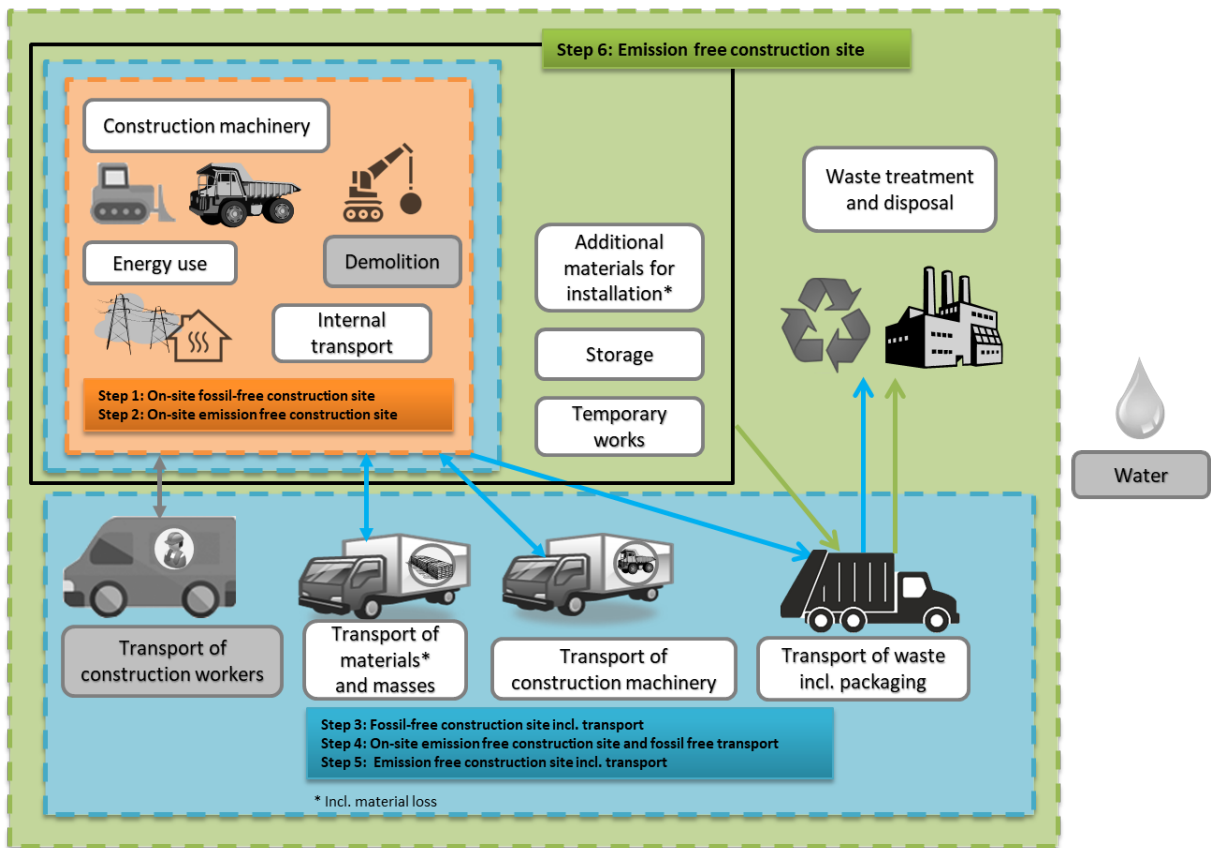 Step 6: Emission free construction site
Construction machinery
Energy use
Demolition
Internal
transport
Step 1: On-site fossil-free construction site
Step 2: On-site emission free construction site
Additional
materials for
installation*
Storage
Temporary
works
Waste treatment
and disposal
Water
Transport of
construction workers
Transport of
materials*
and masses
Transport of
construction machinery
Transport of waste
incl. packaging
Step 3: Fossil-free construction site incl. transport
Step 4: On-site emission free construction site and fossil free transport
Step 5: Emission free construction site incl. transport
* Incl. material loss